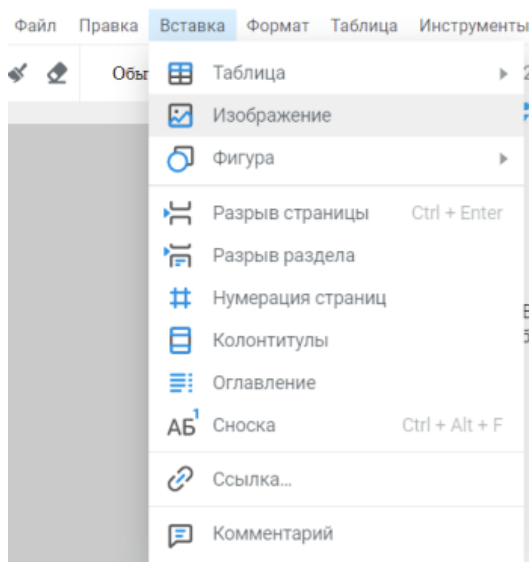 Файл Правка Вставка Формат Таблица Инструменты
Таблица
Изображение
Фигура
Разрыв страницы Ctrl + Enter
Разрыв раздела
Нумерация страниц
Колонтитулы
Оглавление
АБ1 Сноска Ctrl + Alt + F
Ссылка...
Комментарий